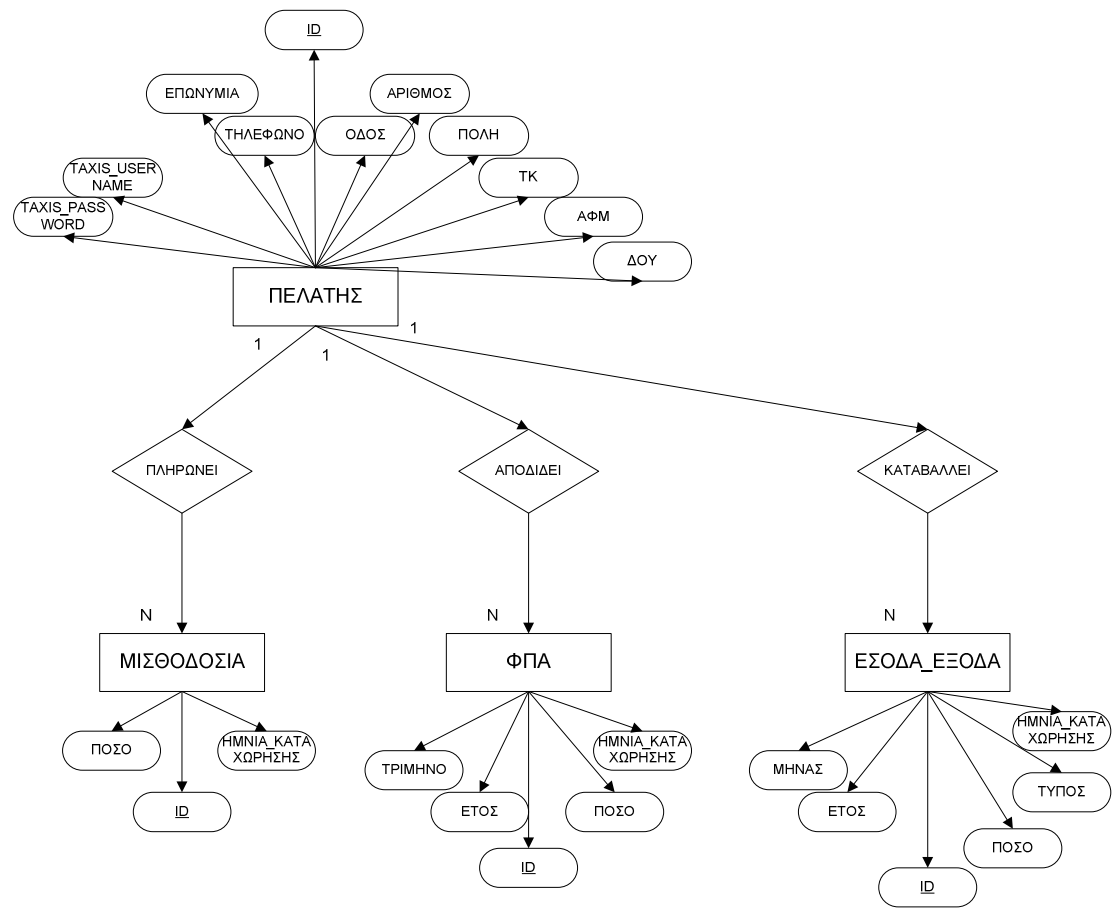 ID
ΕΠΩΝΥΜΙΑ
ΑΡΙΘΜΟΣ
ΤΗΛΕΦΩΝΟ
ΟΔΟΣ
ΠΟΛΗ
TAXIS_USER
NAME
ΤΚ
TAXIS_PASS
WORD
ΑΦΜ
ΔΟΥ
ΠΕΛΑΤΗΣ
1
1
1
ΠΛΗΡΩΝΕΙ
ΑΠΟΔΙΔΕΙ
ΚΑΤΑΒΑΛΛΕΙ
N
N
N
ΜΙΣΘΟΔΟΣΙΑ
ΦΠΑ
ΕΣΟΔΑ_ΕΞΟΔΑ
ΠΟΣΟ
ΗΜΝΙΑ_ΚΑΤΑ
ΧΩΡΗΣΗΣ
ID
ΤΡΙΜΗΝΟ
ΗΜΝΙΑ_ΚΑΤΑ
ΧΩΡΗΣΗΣ
ΕΤΟΣ
ΠΟΣΟ
ID
ΗΜΝΙΑ_ΚΑΤΑ
ΧΩΡΗΣΗΣ
ΜΗΝΑΣ
ΤΥΠΟΣ
ΕΤΟΣ
ΠΟΣΟ
ID